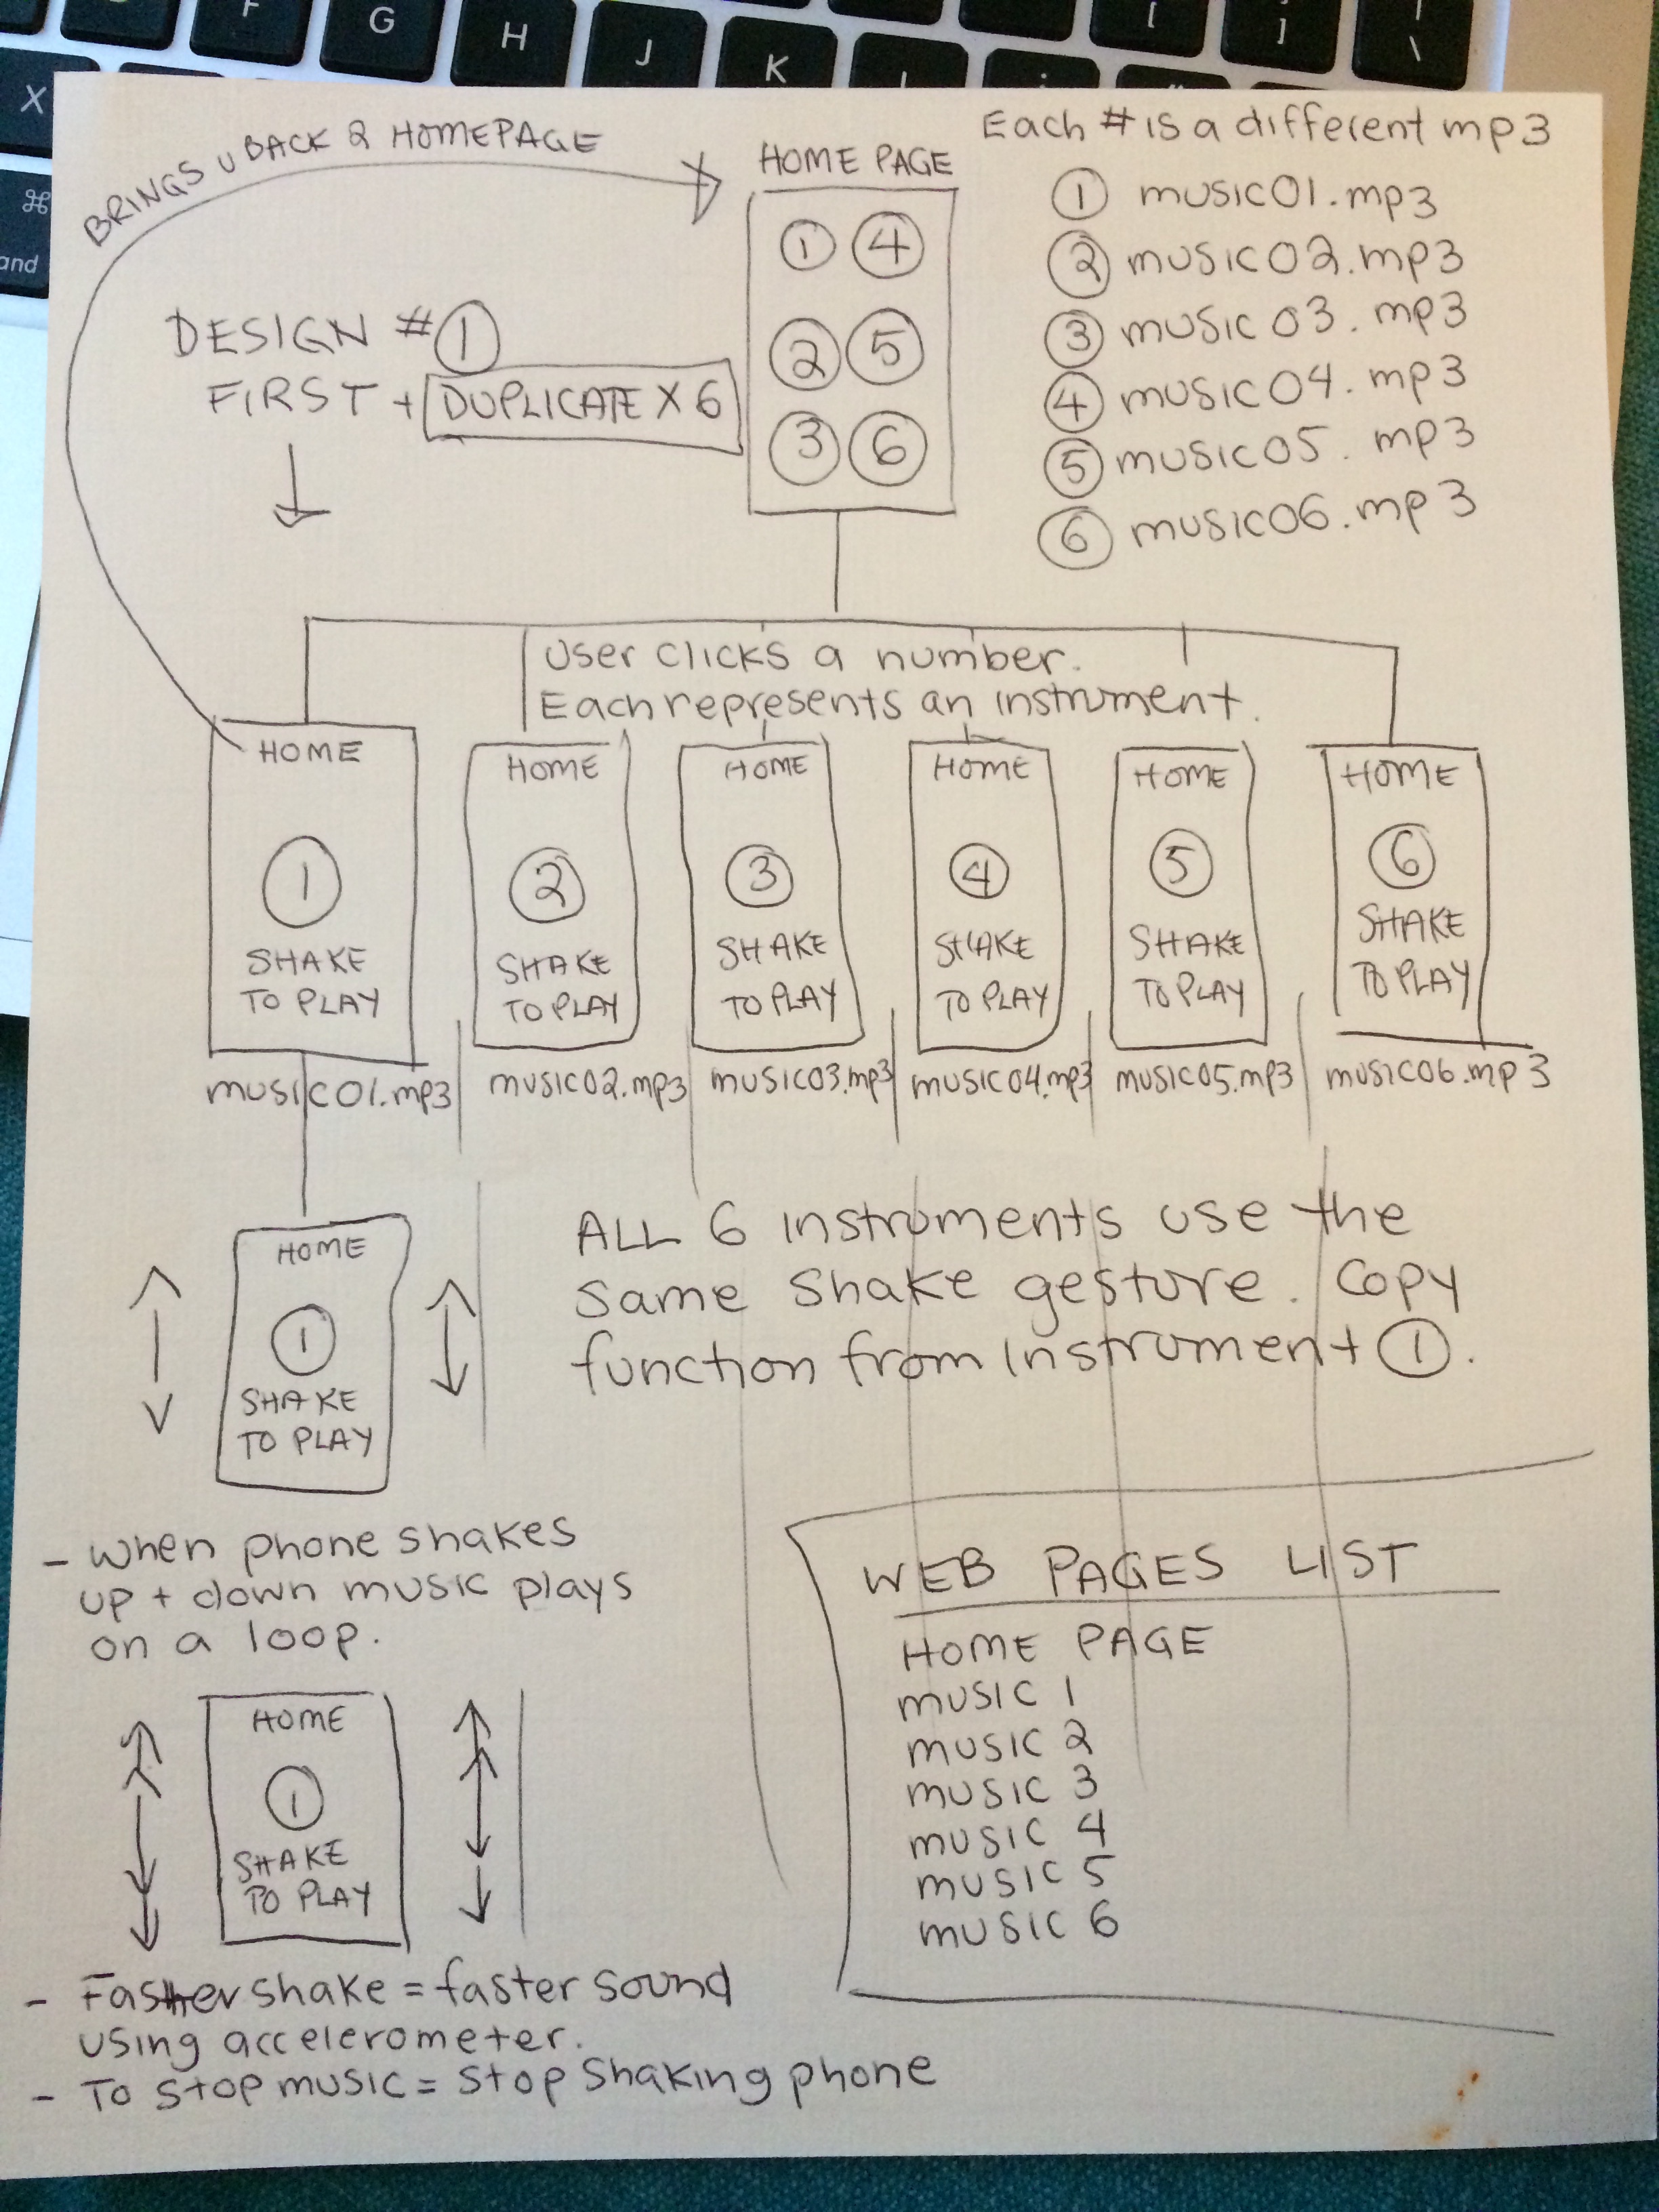 F
G
H
J
K
L
[
]
\
X
⌘
and
BRINGS U BACK 2 HOMEPAGE
HOME PAGE
① ④
② ⑤
③ ⑥
Each # is a different mp3
① music01.mp3
② music02.mp3
③ music03.mp3
④ music04.mp3
⑤ music05.mp3
⑥ music06.mp3
DESIGN #①
FIRST + DUPLICATE X 6
User clicks a number.
Each represents an instrument.
HOME
①
SHAKE
TO PLAY
music01.mp3
HOME
②
SHAKE
TO PLAY
music02.mp3
HOME
③
SHAKE
TO PLAY
music03.mp3
HOME
④
SHAKE
TO PLAY
music04.mp3
HOME
⑤
SHAKE
TO PLAY
music05.mp3
HOME
⑥
SHAKE
TO PLAY
music06.mp3
HOME
①
SHAKE
TO PLAY
ALL 6 instruments use the
same shake gesture. Copy
function from instrument ①.
- when phone shakes
up + down music plays
on a loop.
HOME
①
SHAKE
TO PLAY
- Faster shake = faster sound
using accelerometer.
- To stop music = stop shaking phone
WEB PAGES LIST
HOME PAGE
music 1
music 2
music 3
music 4
music 5
music 6